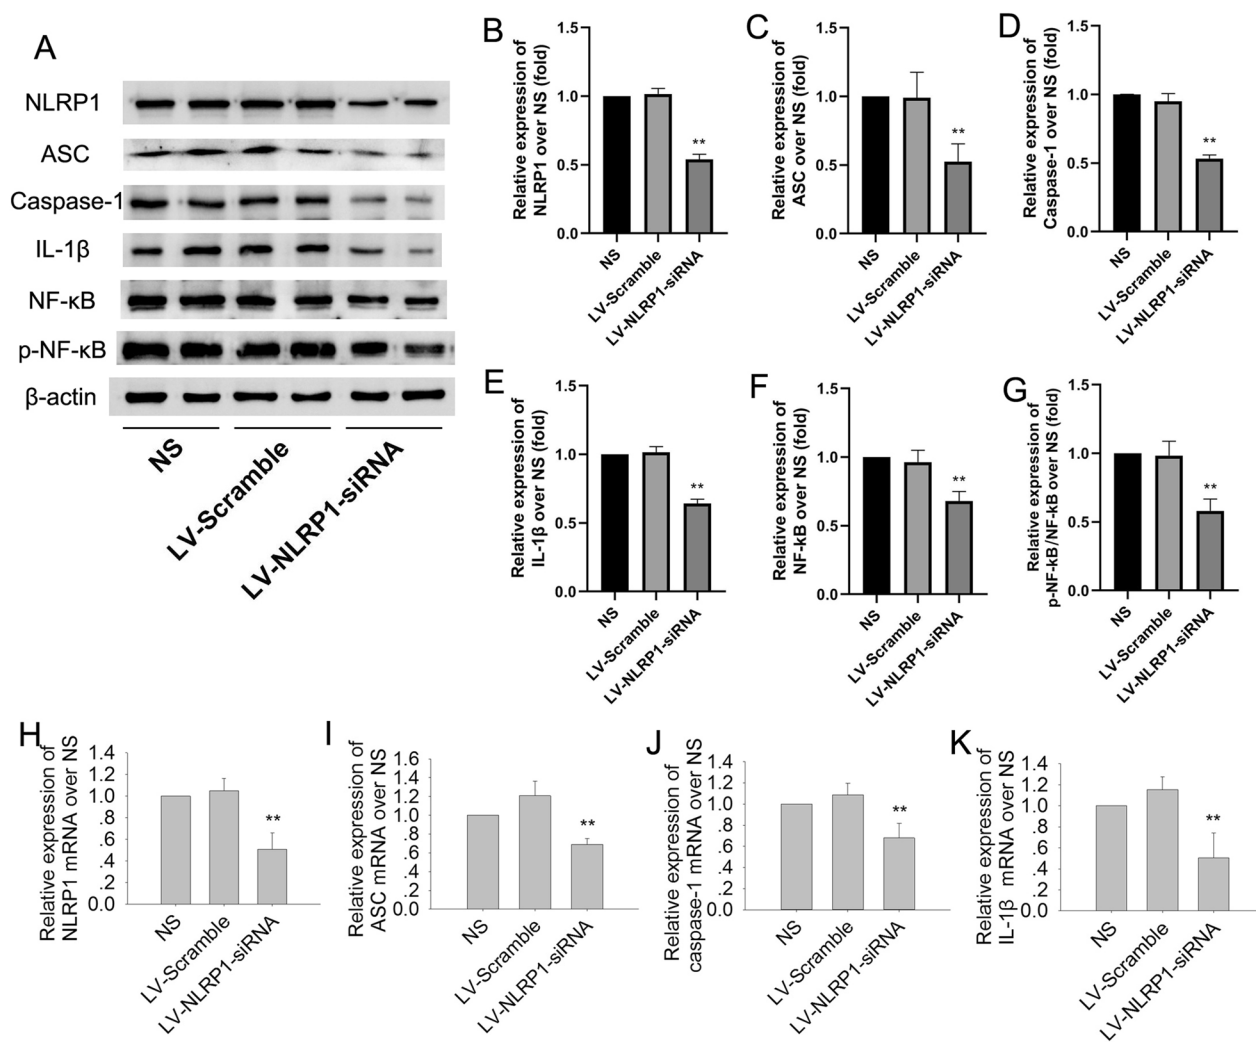 A
NLRP1
ASC
Caspase-1
IL-1β
NF-κB
p-NF-κB
β-actin
NS
LV-Scramble
LV-NLRP1-siRNA
B
Relative expression of
NLRP1 over NS (fold)
1.5
1.0
0.5
0.0
**
NS
LV-Scramble
LV-NLRP1-siRNA
C
Relative expression of
ASC over NS (fold)
1.5
1.0
0.5
0.0
**
NS
LV-Scramble
LV-NLRP1-siRNA
D
Relative expression of
Caspase-1 over NS (fold)
1.5
1.0
0.5
0.0
**
NS
LV-Scramble
LV-NLRP1-siRNA
E
Relative expression of
IL-1β over NS (fold)
1.5
1.0
0.5
0.0
**
NS
LV-Scramble
LV-NLRP1-siRNA
F
Relative expression of
NF-kB over NS (fold)
1.5
1.0
0.5
0.0
**
NS
LV-Scramble
LV-NLRP1-siRNA
G
Relative expression of
p-NF-kB/NF-kB over NS (fold)
1.5
1.0
0.5
0.0
**
NS
LV-Scramble
LV-NLRP1-siRNA
H
Relative expression of
NLRP1 mRNA over NS
1.4
1.2
1.0
.8
.6
.4
.2
0.0
**
NS
LV-Scramble
LV-NLRP1-siRNA
I
Relative expression of
ASC mRNA over NS
1.6
1.4
1.2
1.0
.8
.6
.4
.2
0.0
**
NS
LV-Scramble
LV-NLRP1-siRNA
J
Relative expression of
caspase-1 mRNA over NS
1.4
1.2
1.0
.8
.6
.4
.2
0.0
**
NS
LV-Scramble
LV-NLRP1-siRNA
K
Relative expression of
IL-1β mRNA over NS
1.4
1.2
1.0
.8
.6
.4
.2
0.0
**
NS
LV-Scramble
LV-NLRP1-siRNA